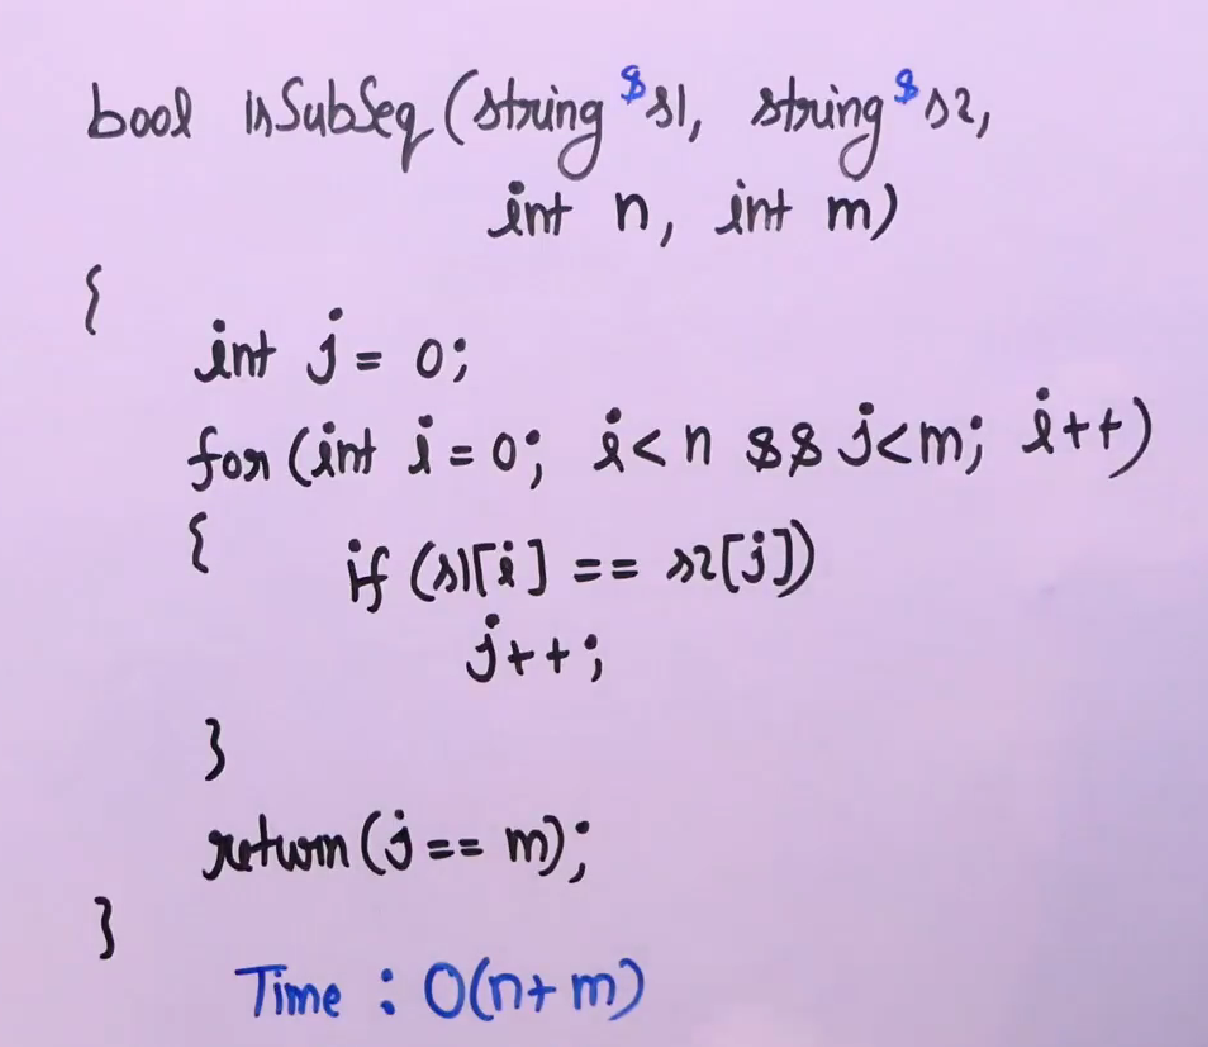 bool isSubSeq(string &s1, string &s2,
int n, int m)
{
int j = 0;
for (int i = 0; i < n && j < m; i++)
{ if (s1[i] == s2[j])
j++;
}
return (j == m);
}
Time : O(n+m)